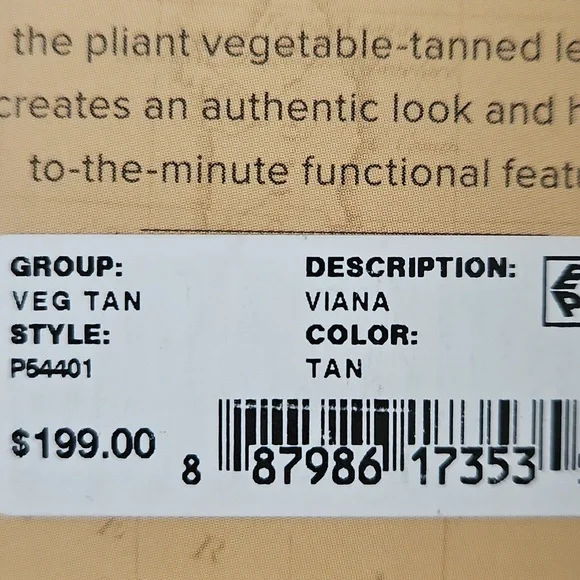 the pliant vegetable-tanned le
creates an authentic look and h
to-the-minute functional featu
GROUP: DESCRIPTION:
VEG TAN VIANA
STYLE: COLOR:
P54401 TAN
$199.00
8 87986 17353